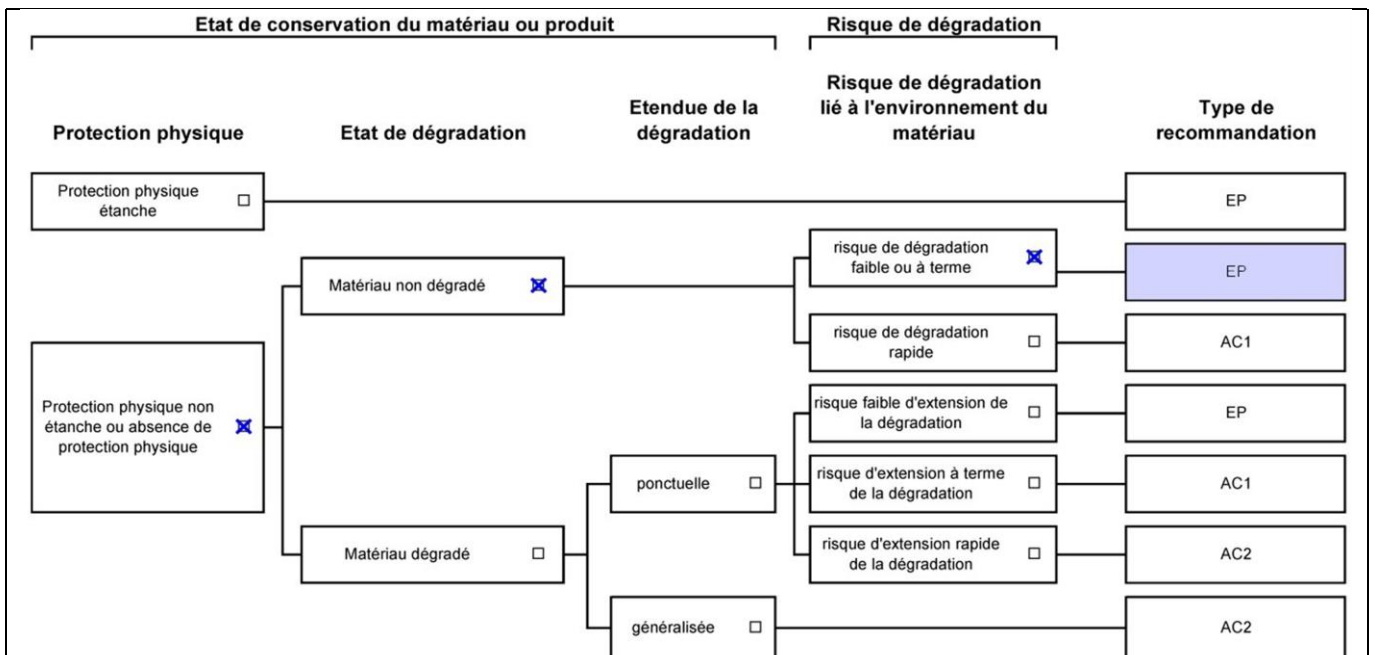 Etat de conservation du matériau ou produit
Risque de dégradation
Protection physique
Etat de dégradation
Etendue de la
dégradation
Risque de dégradation
lié à l'environnement du
matériau
Type de
recommandation
Protection physique
étanche
EP
Protection physique non
étanche ou absence de
protection physique
Matériau non dégradé
risque de dégradation
faible ou à terme
EP
risque de dégradation
rapide
AC1
Matériau dégradé
ponctuelle
risque faible d'extension de
la dégradation
EP
risque d'extension à terme
de la dégradation
AC1
risque d'extension rapide
de la dégradation
AC2
généralisée
AC2